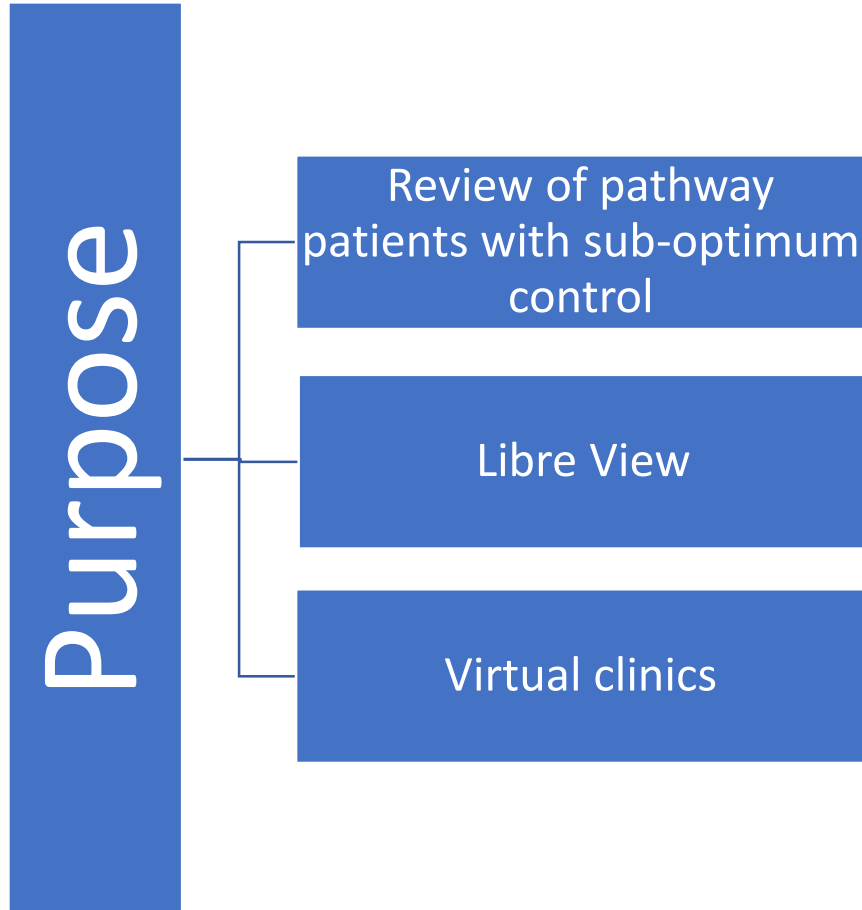 Purpose
Review of pathway
patients with sub-optimum
control
Libre View
Virtual clinics